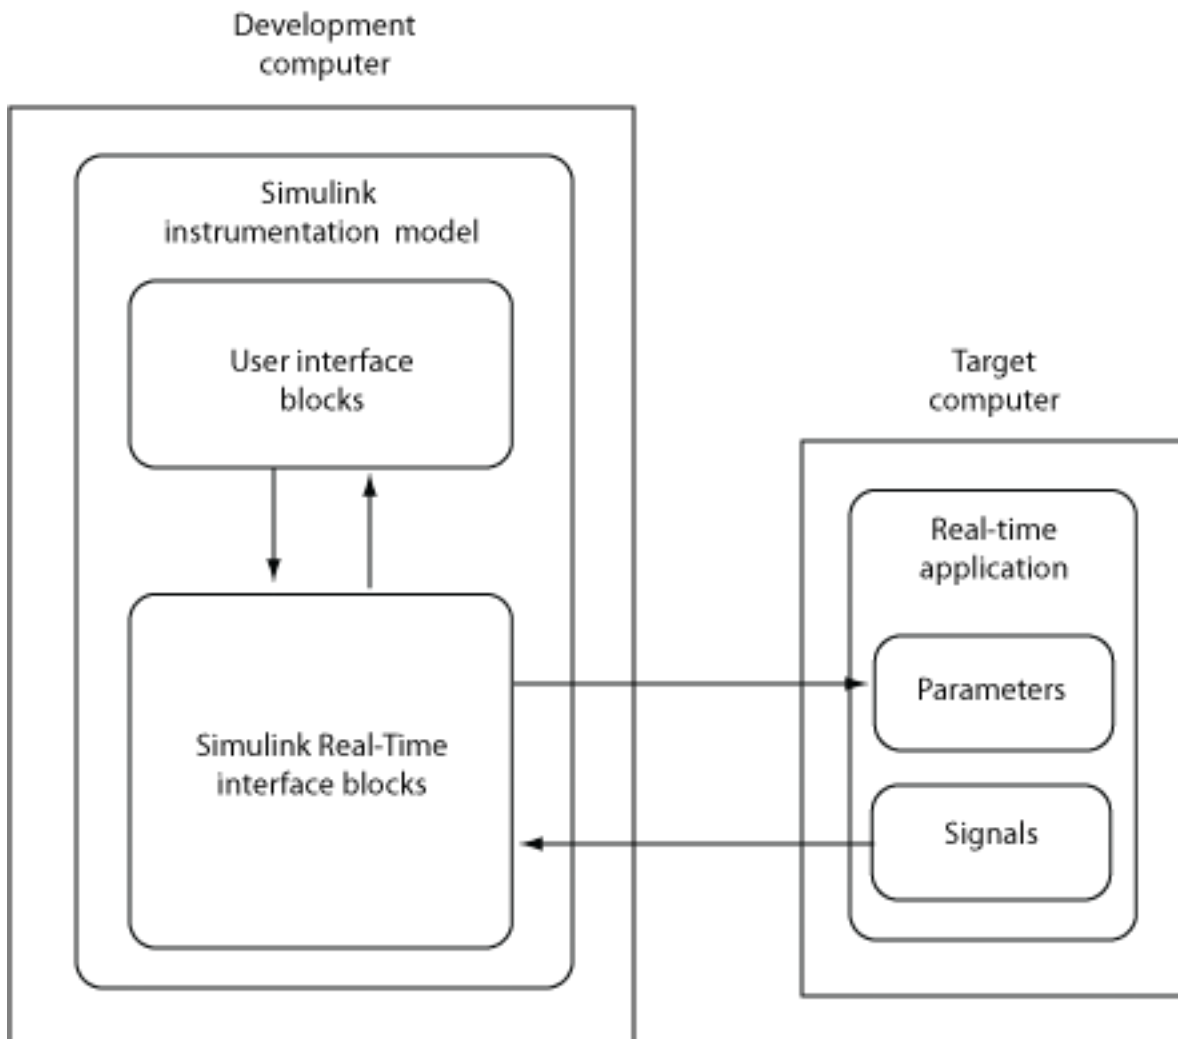 Development
computer
Simulink
instrumentation model
User interface
blocks
Simulink Real-Time
interface blocks
Target
computer
Real-time
application
Parameters
Signals